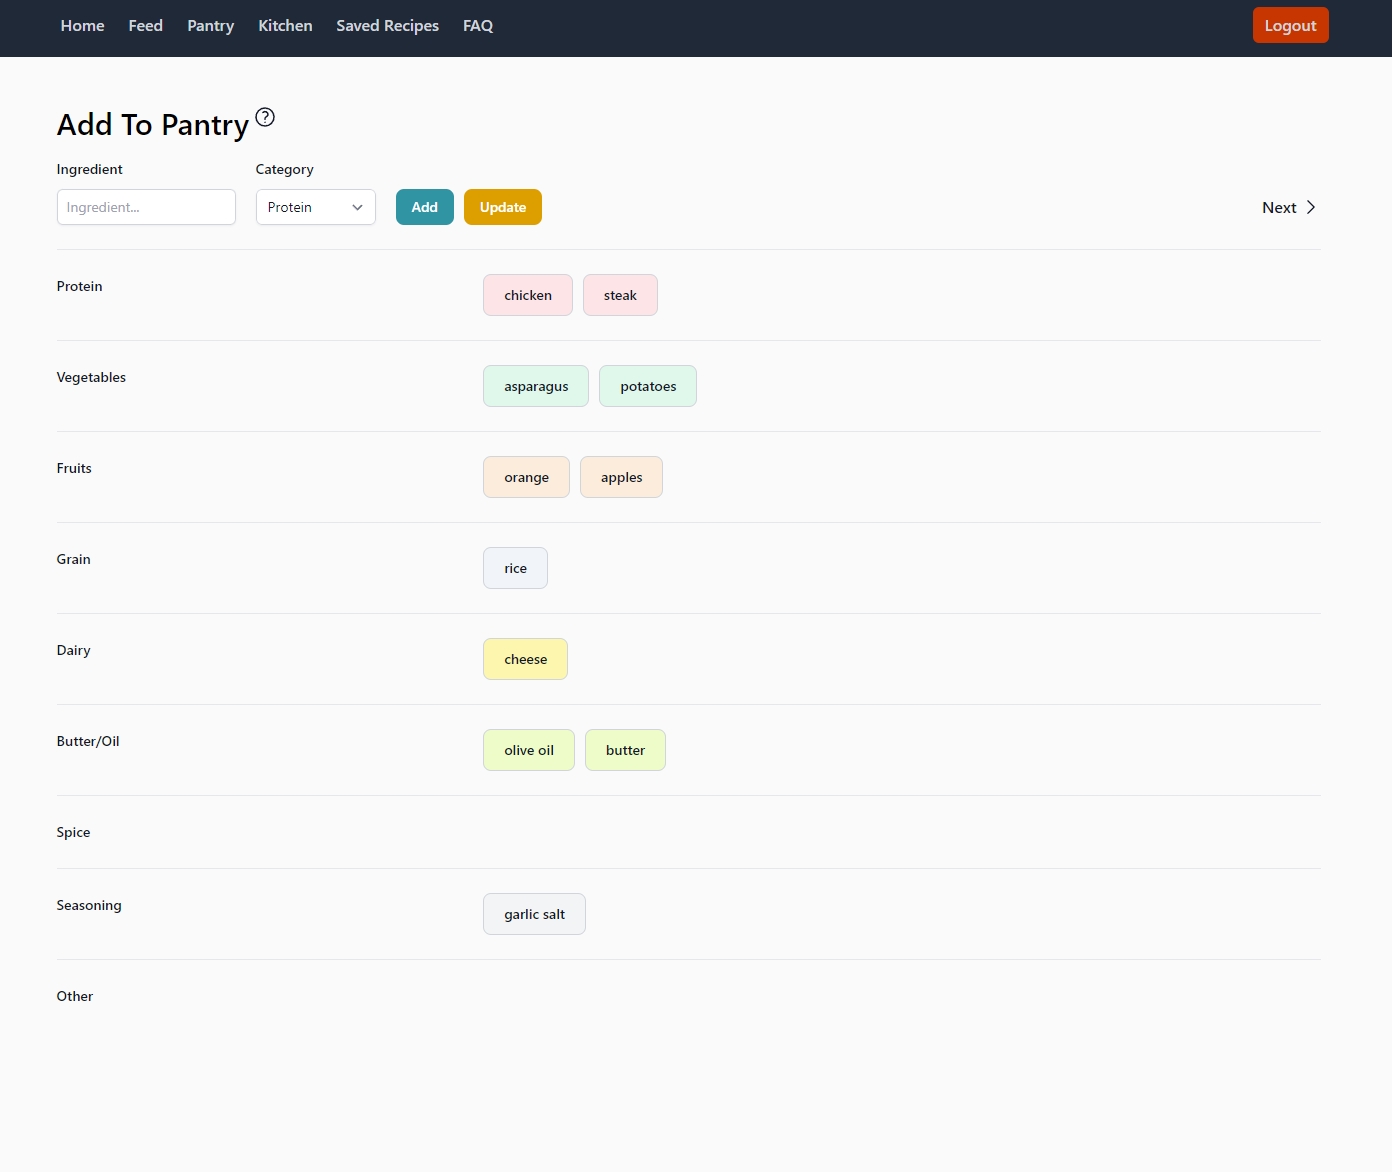 Home Feed Pantry Kitchen Saved Recipes FAQ Logout
Add To Pantry ?
Ingredient Category
Ingredient... Protein Add Update Next
Protein chicken steak
Vegetables asparagus potatoes
Fruits orange apples
Grain rice
Dairy cheese
Butter/Oil olive oil butter
Spice
Seasoning garlic salt
Other